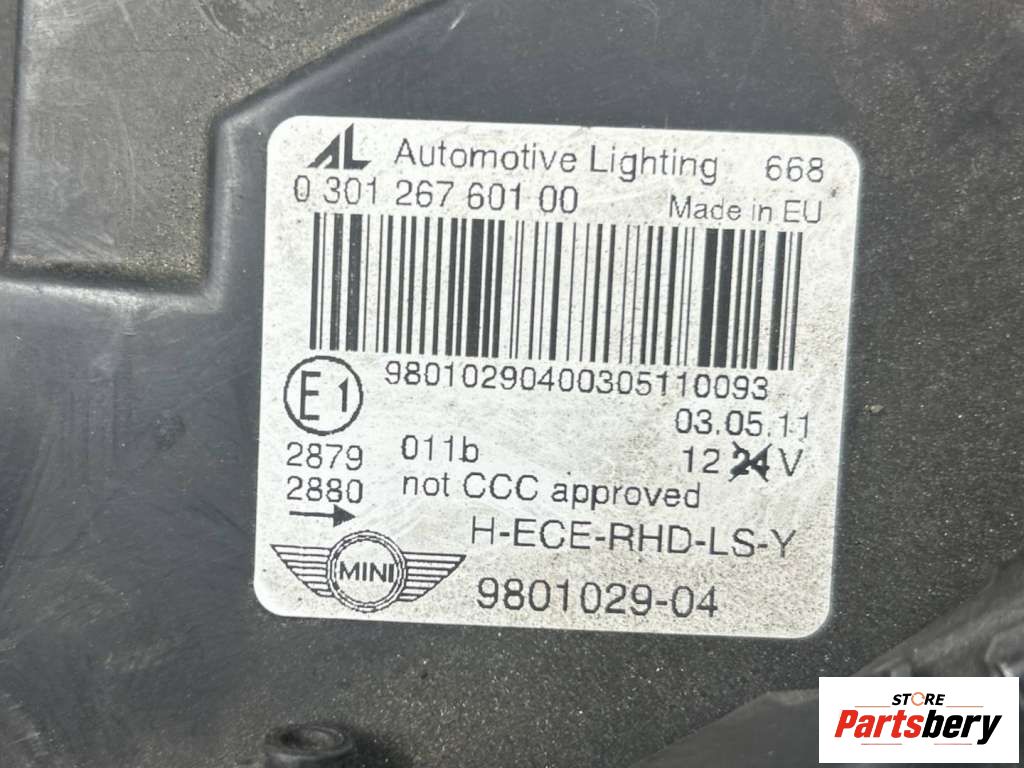 AL Automotive Lighting 668
0 301 267 601 00 Made in EU
98010290400305110093
E1
03.05.11
2879 011b 12 24 V
2880 not CCC approved
H-ECE-RHD-LS-Y
MINI
9801029-04
STORE
Partsbery